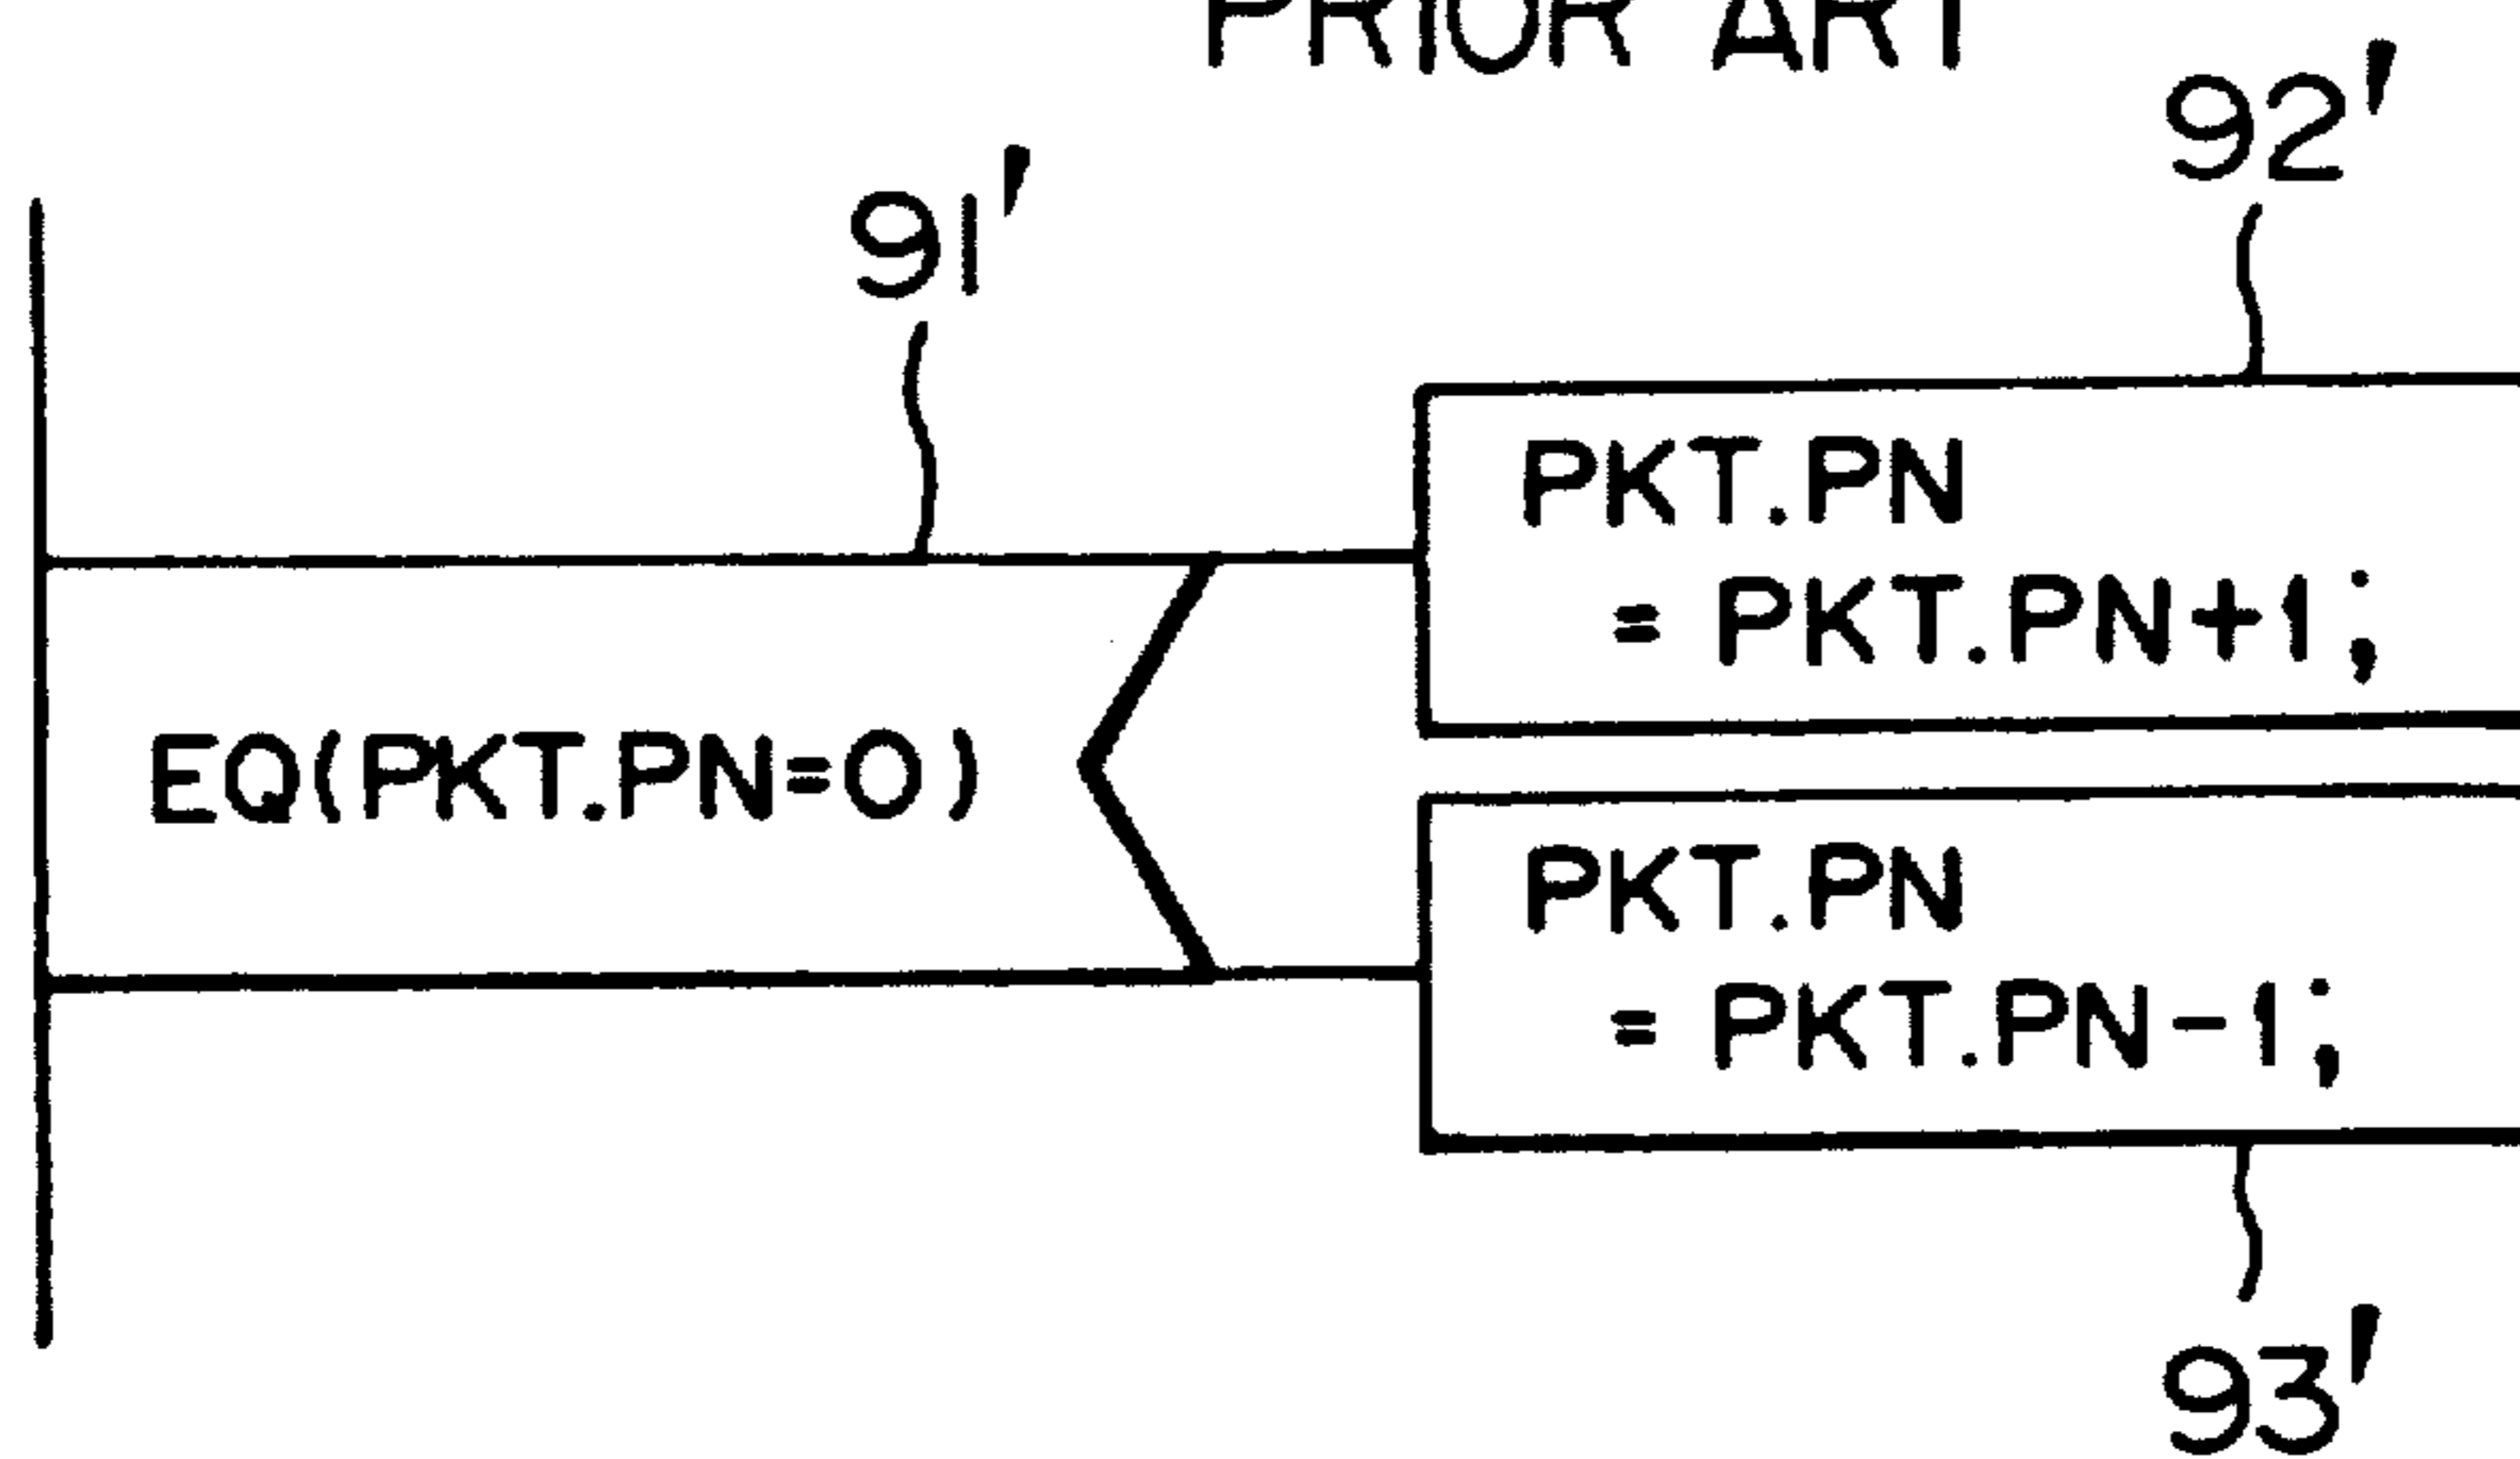 PRIOR ART
92'
91'
PKT.PN
= PKT.PN+1;
EQ(PKT.PN=0)
PKT.PN
= PKT.PN-1;
93'